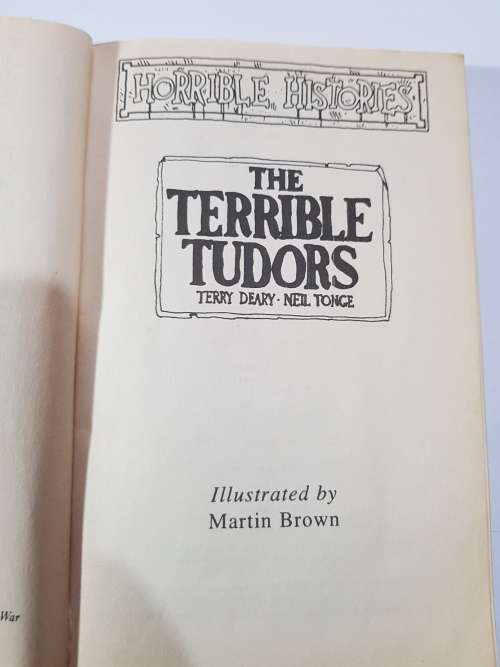 HORRIBLE HISTORIES
THE
TERRIBLE
TUDORS
TERRY DEARY · NEIL TONGE
Illustrated by
Martin Brown
War